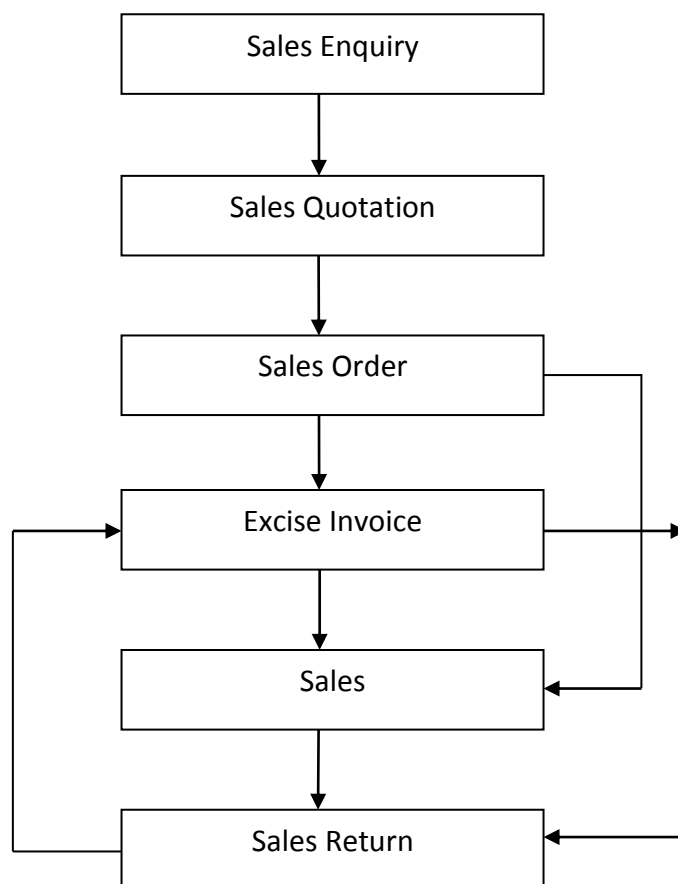 Sales Enquiry
Sales Quotation
Sales Order
Excise Invoice
Sales
Sales Return